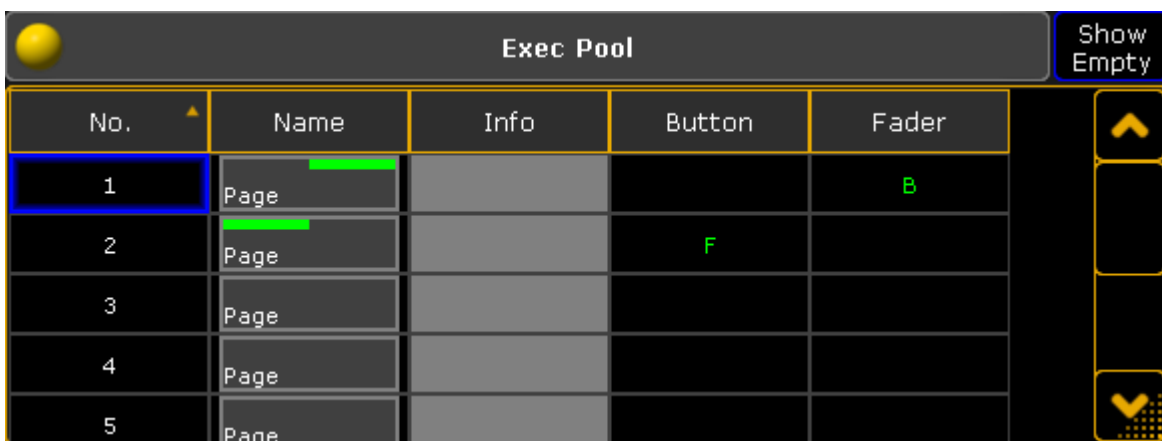 Exec Pool
Show
Empty
No. Name Info Button Fader
1 Page B
2 Page F
3 Page
4 Page
5 Page